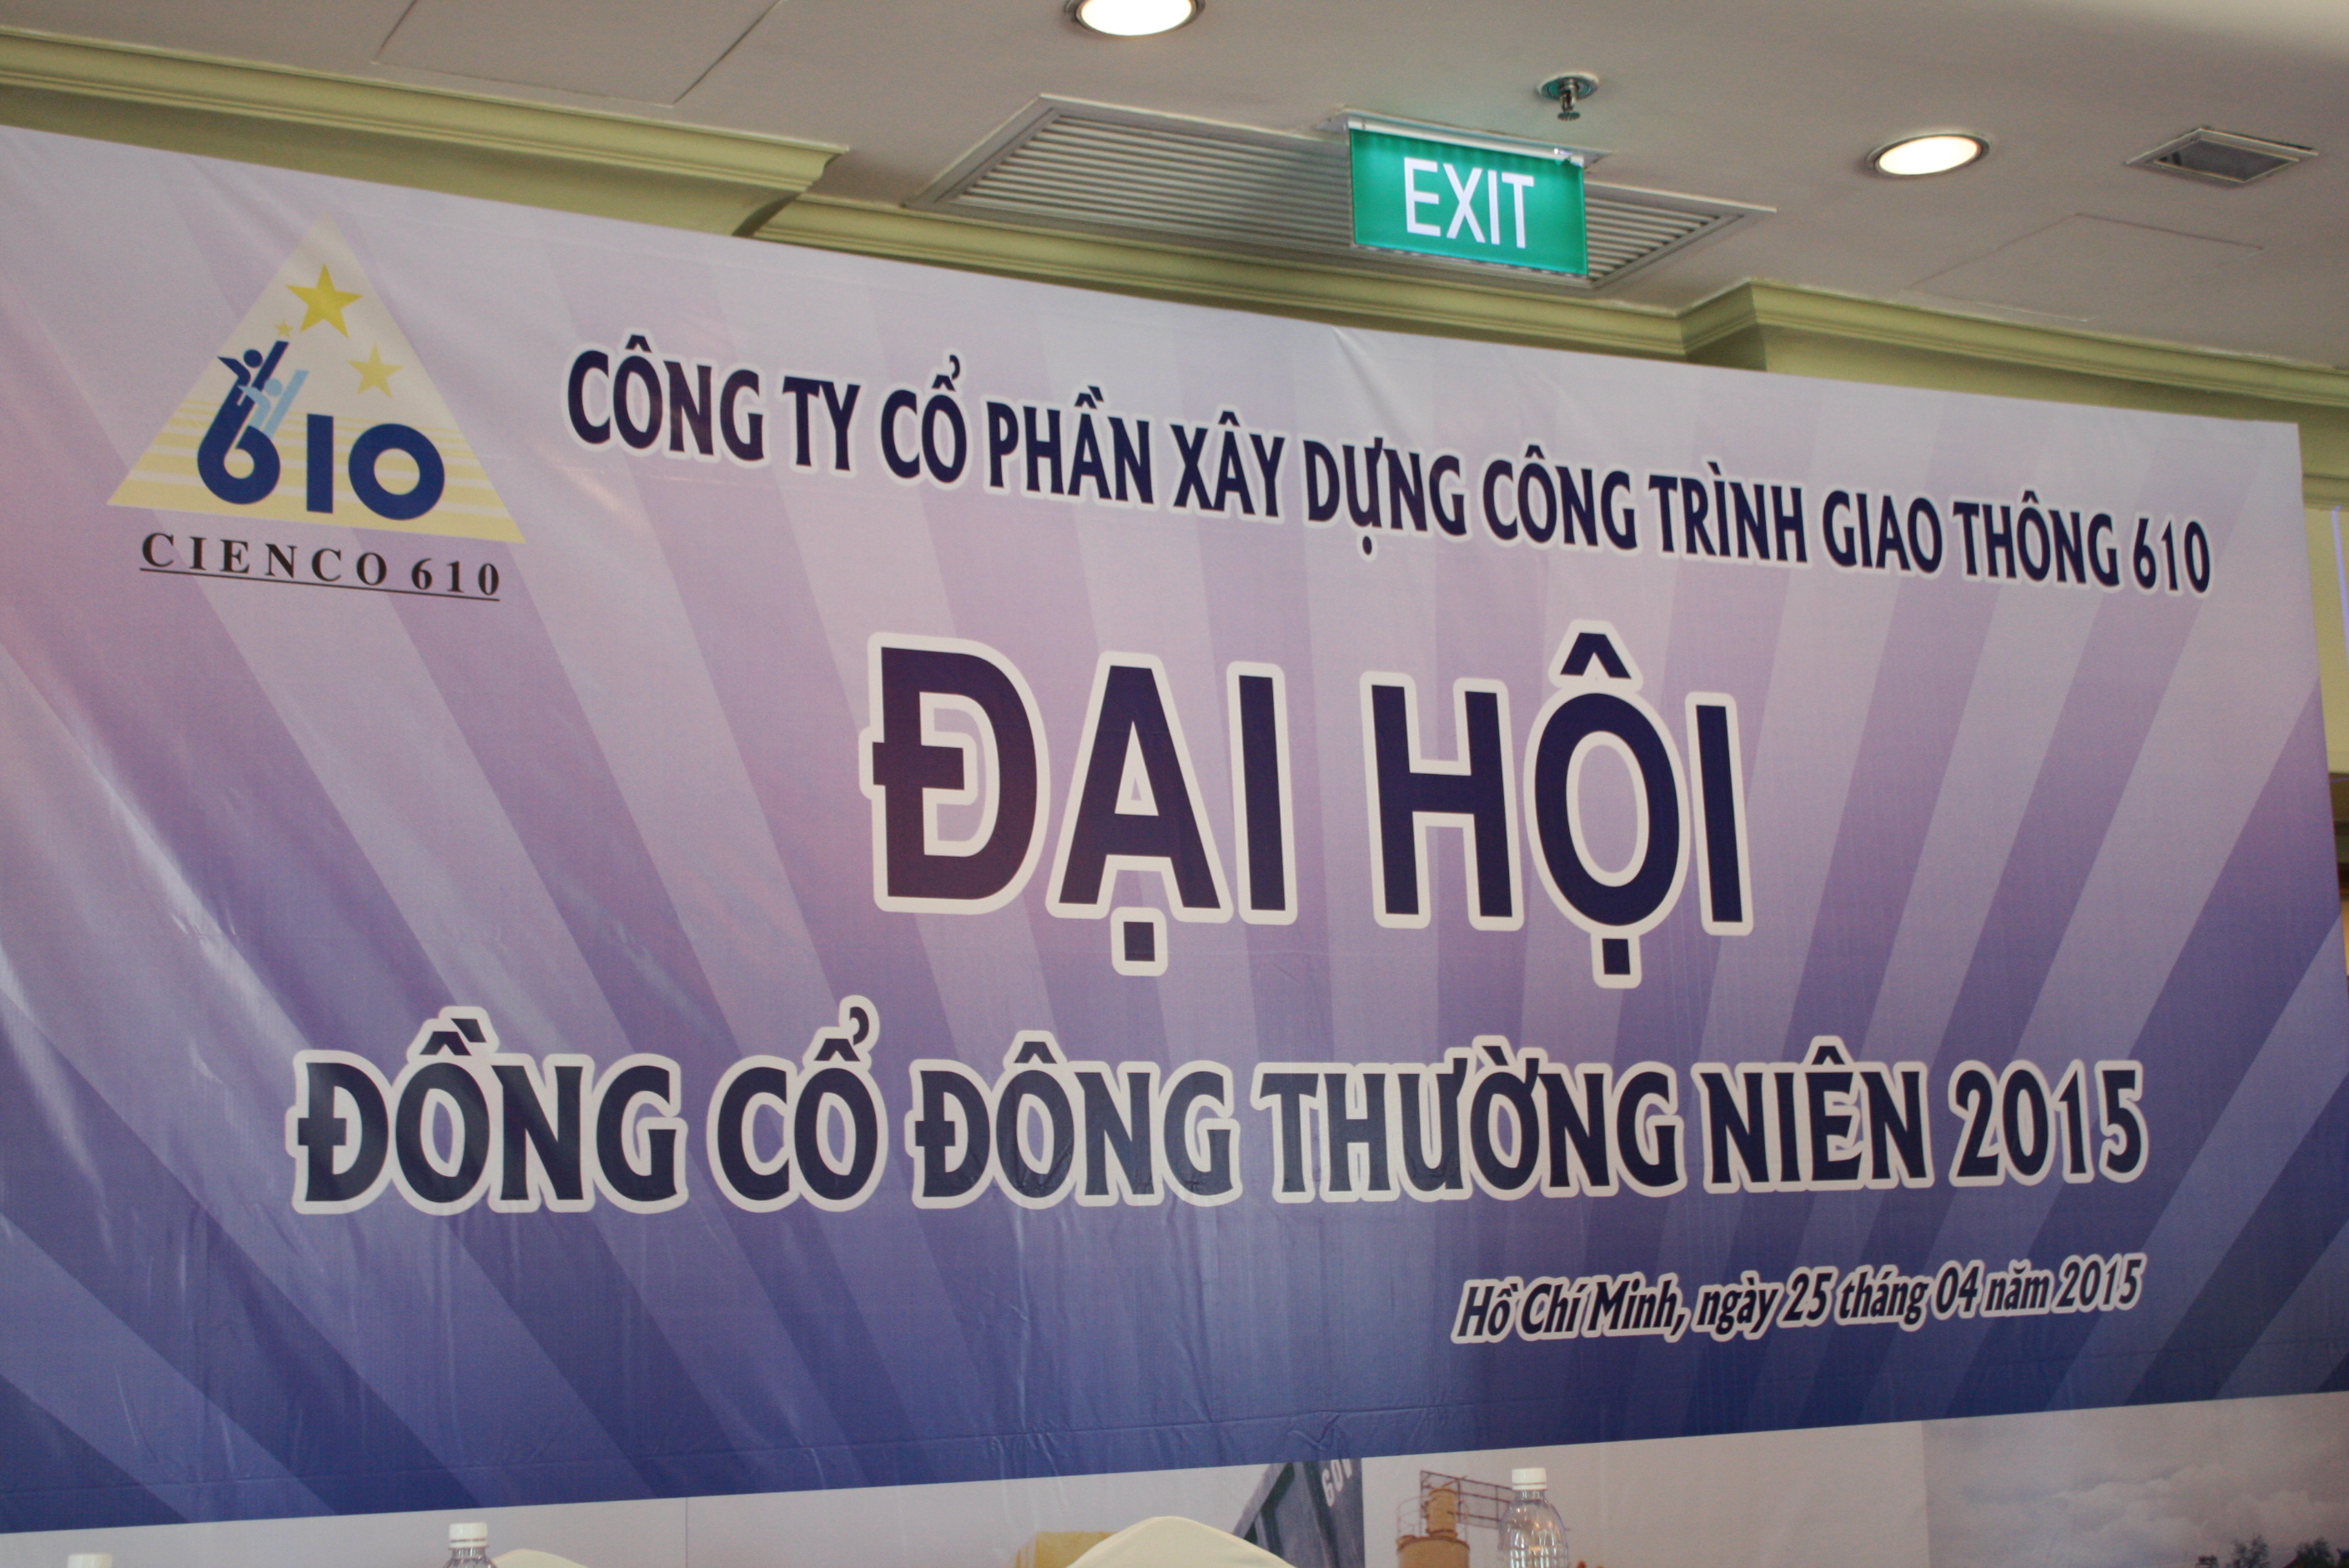 EXIT
610
CIENCO 610
CÔNG TY CỔ PHẦN XÂY DỰNG CÔNG TRÌNH GIAO THÔNG 610
ĐẠI HỘI
ĐỒNG CỔ ĐÔNG THƯỜNG NIÊN 2015
Hồ Chí Minh, ngày 25 tháng 04 năm 2015